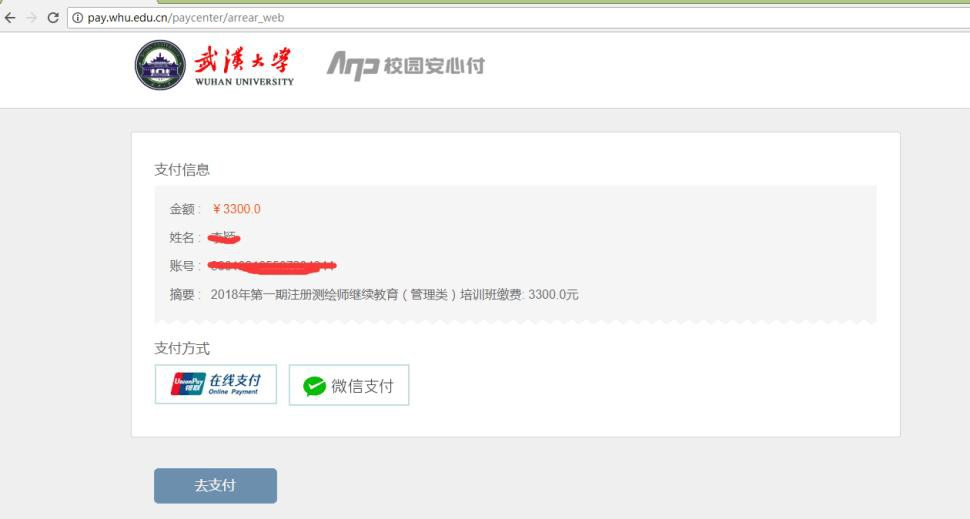 pay.whu.edu.cn/paycenter/arrear_web
武漢大學
WUHAN UNIVERSITY
校园安心付
支付信息
金额： ￥3300.0
姓名：
账号：
摘要： 2018年第一期注册测绘师继续教育（管理类）培训班缴费: 3300.0元
支付方式
UnionPay 银联 在线支付
Online Payment
微信支付
去支付